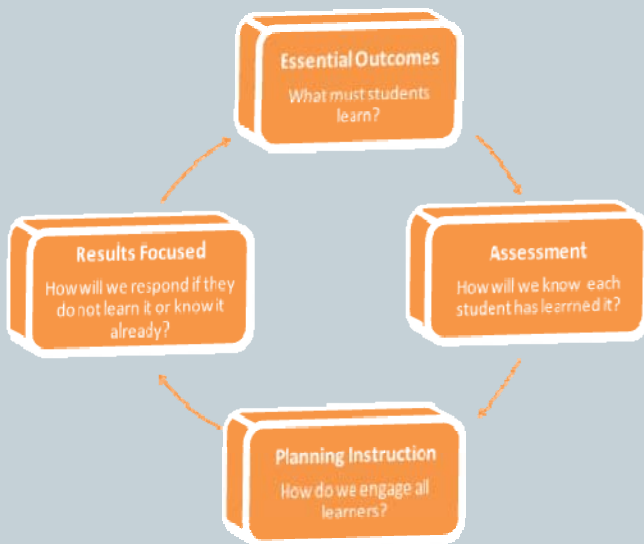 Essential Outcomes
What must students
learn?
Assessment
How will we know each
student has learrned it?
Planning Instruction
How do we engage all
learners?
Results Focused
How will we respond if they
do not learn it or know it
already?